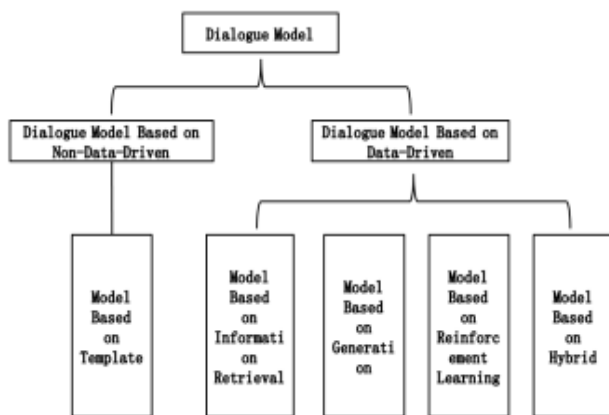 Dialogue Model
Dialogue Model Based on
Non-Data-Driven
Dialogue Model Based on
Data-Driven
Model
Based
on
Template
Model
Based
on
Informati
on
Retrieval
Model
Based
on
Generati
on
Model
Based
on
Reinforc
ement
Learning
Model
Based
on
Hybrid